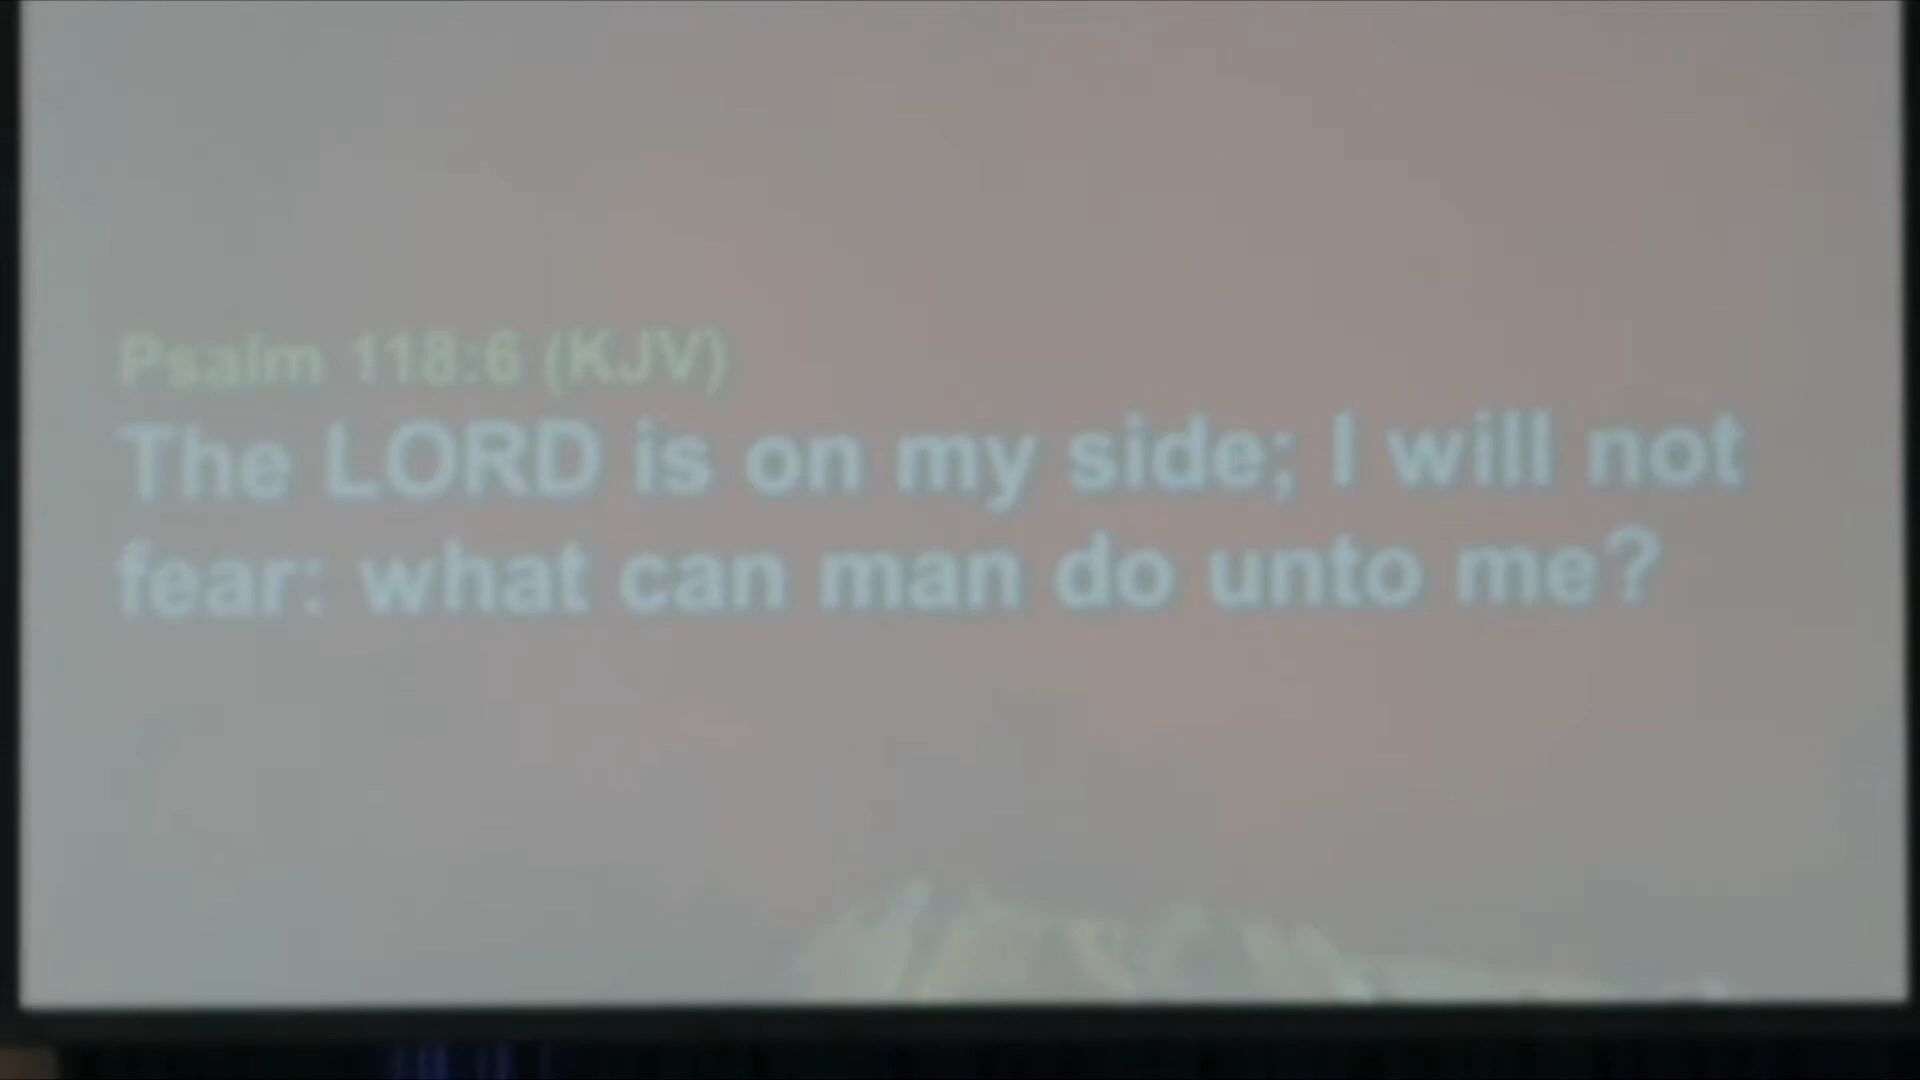 Psalm 118:6 (KJV)
The LORD is on my side; I will not
fear: what can man do unto me?